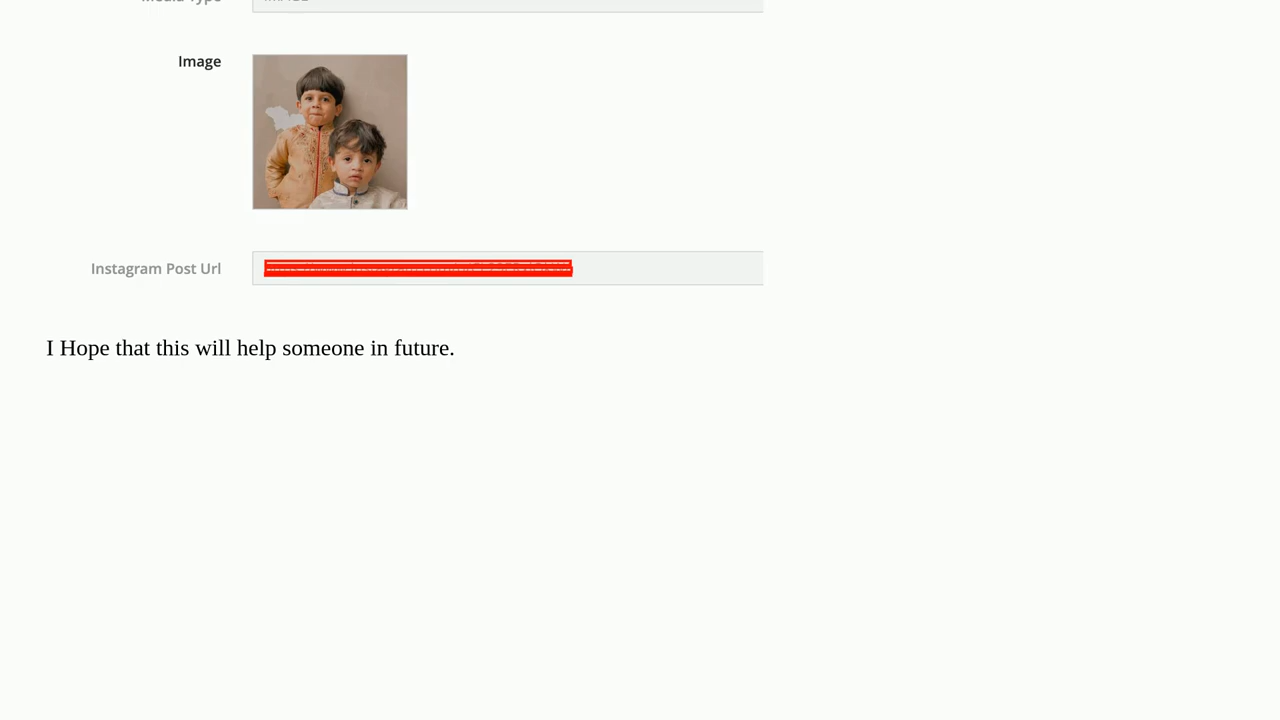 Image
Instagram Post Url
I Hope that this will help someone in future.